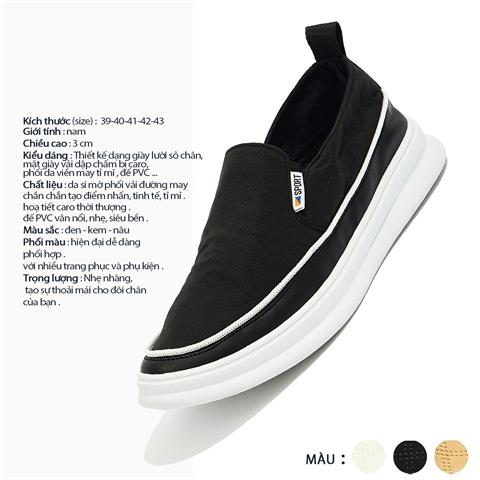 Kích thước (size) : 39-40-41-42-43
Giới tính : nam
Chiều cao : 3 cm
Kiểu dáng : Thiết kế dạng giày lười sỏ chân,
mặt giày vải dập chấm bi caro,
phối da viền may tỉ mỉ , đế PVC ...
Chất liệu : da si mờ phối vải đường may
chắn chắn tạo điểm nhấn, tinh tế, tỉ mỉ .
hoạ tiết caro thời thượng .
đế PVC vân nổi, nhẹ, siêu bền .
Màu sắc : đen - kem - nâu
Phối màu : hiện đại dễ dàng
phối hợp .
với nhiều trang phục và phụ kiện .
Trọng lượng : Nhẹ nhàng,
tạo sự thoải mái cho đôi chân
của bạn .
SPORT
MÀU :